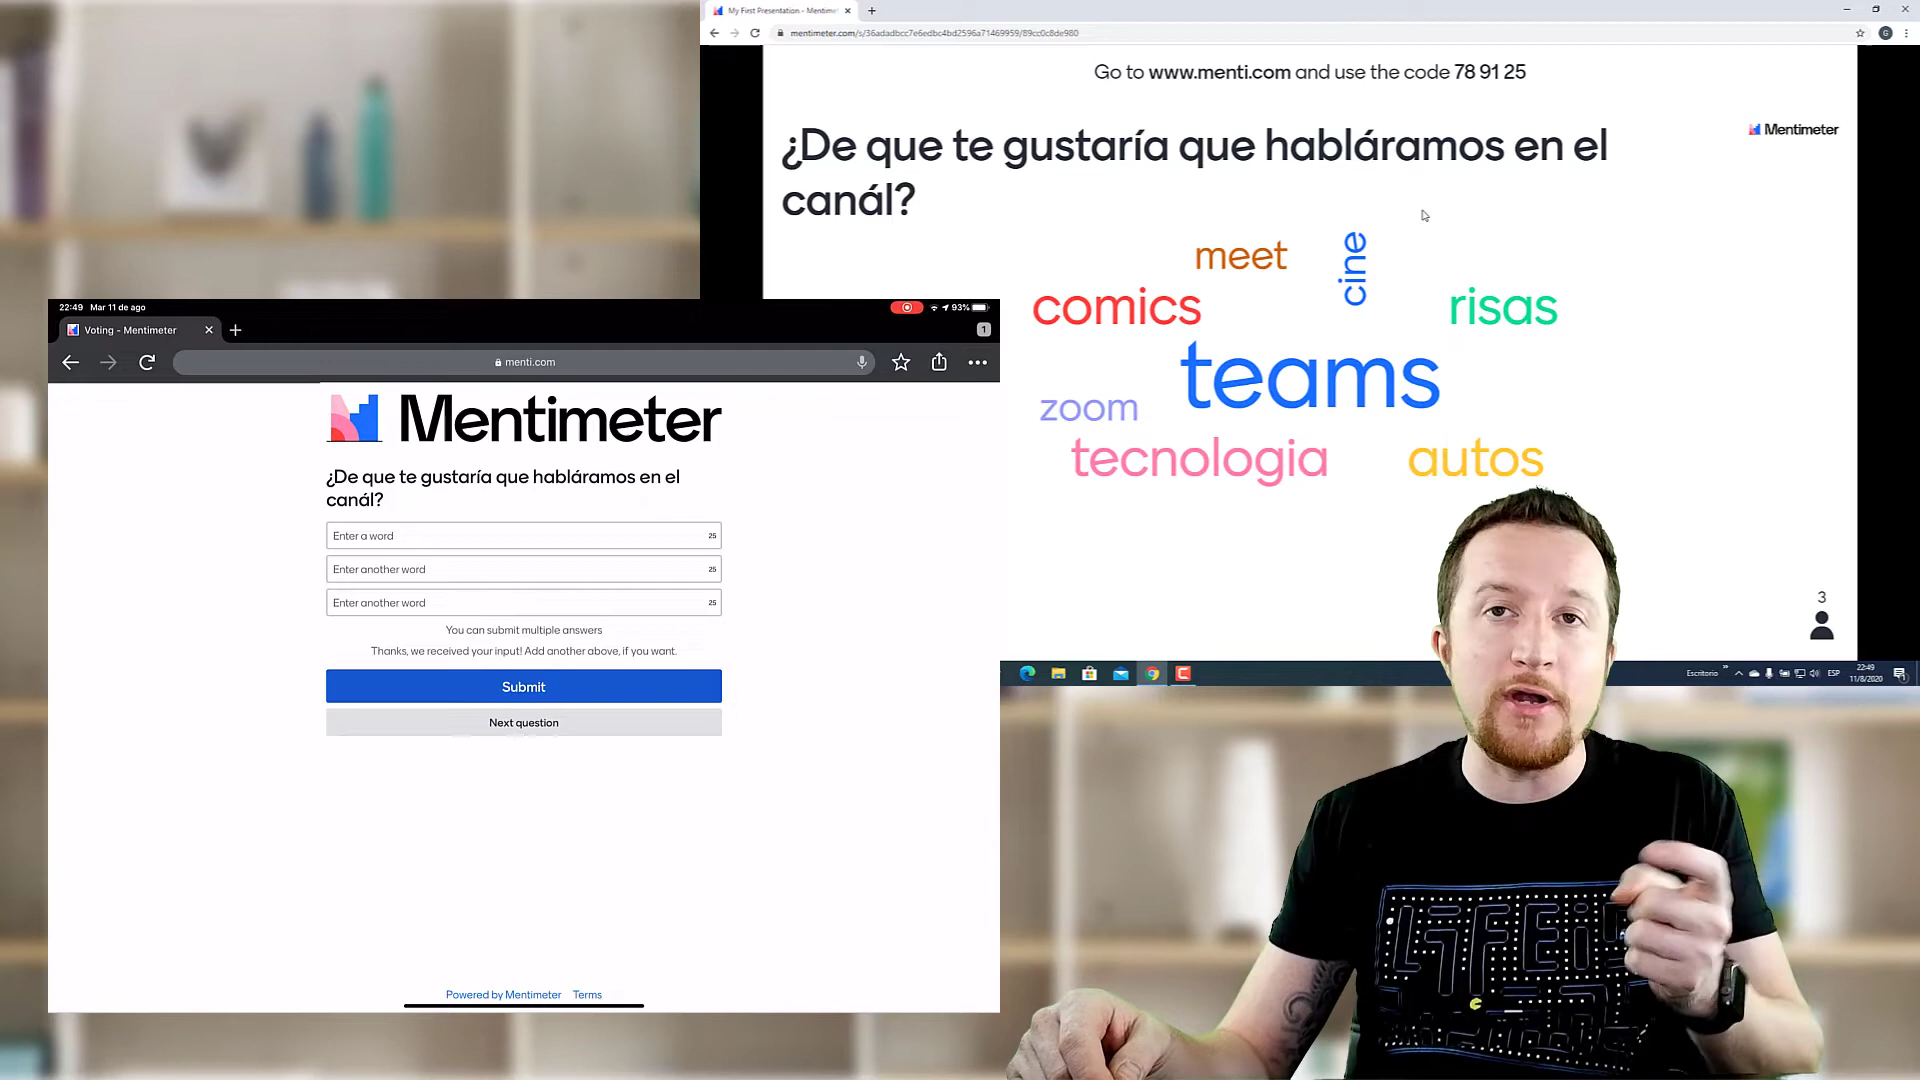 My First Presentation - Mentime
mentimeter.com/s/36adadbcc7e6edbc4bd2596a71469959/89cc0c8de980
Go to www.menti.com and use the code 78 91 25
Mentimeter
¿De que te gustaría que habláramos en el
canál?
meet
cine
comics
risas
teams
zoom
tecnologia
autos
3
Escritorio
ESP
22:49
11/8/2020
22:49 Mar 11 de ago
93%
Voting - Mentimeter
1
menti.com
Mentimeter
¿De que te gustaría que habláramos en el
canál?
Enter a word 25
Enter another word 25
Enter another word 25
You can submit multiple answers
Thanks, we received your input! Add another above, if you want.
Submit
Next question
Powered by Mentimeter Terms